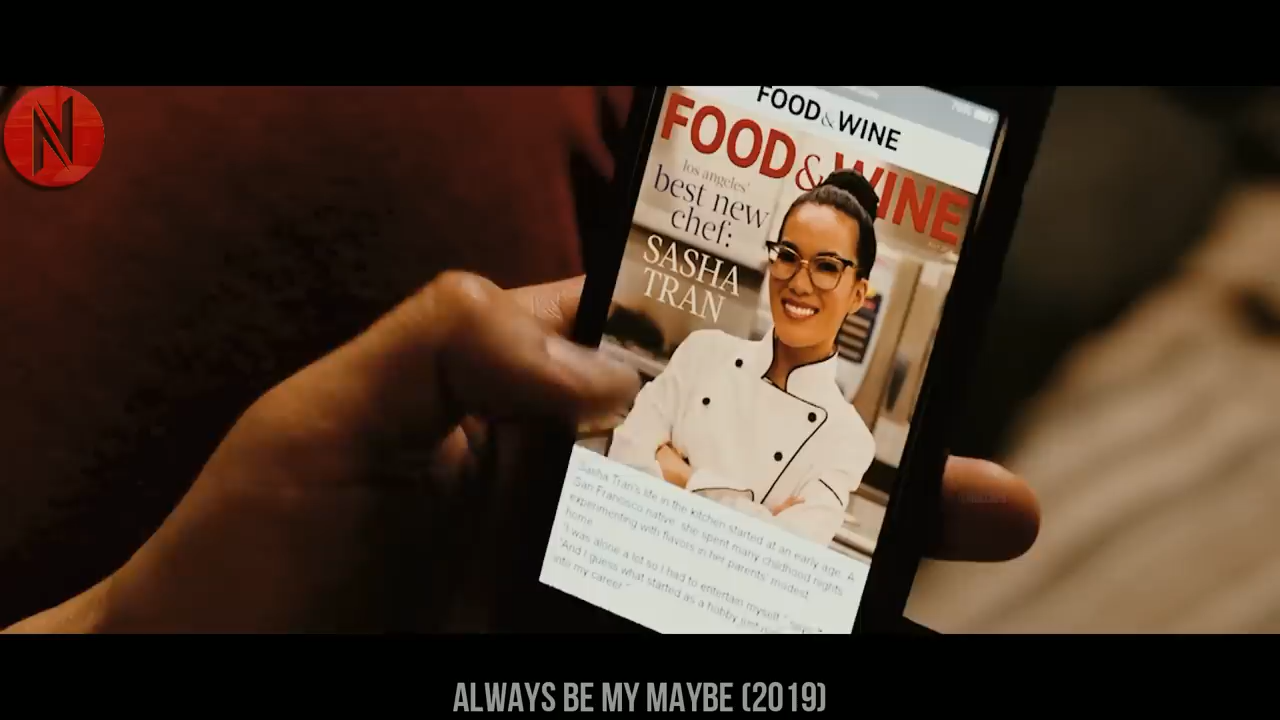 N
FOOD & WINE
FOOD & WINE
los angeles'
best new
chef:
SASHA
TRAN
Sasha Tran's life in the kitchen started at an early age. A
San Francisco native, she spent many childhood nights
experimenting with flavors in her parents' modest
home.
"I was alone a lot so I had to entertain myself,"
"And I guess what started as a hobby just
into my career."
ALWAYS BE MY MAYBE (2019)